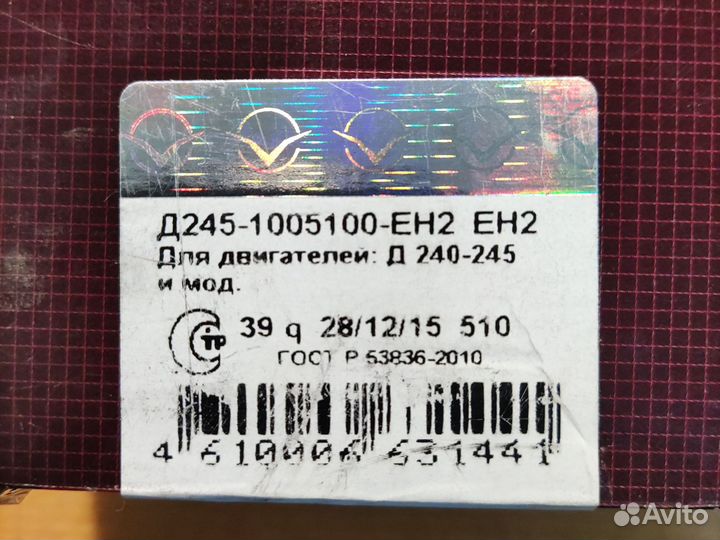 Д245-1005100-ЕН2 ЕН2
Для двигателей: Д 240-245
и мод.
ТР 39 q 28/12/15 510
ГОСТ Р 53836-2010
4 610006 631441
Avito